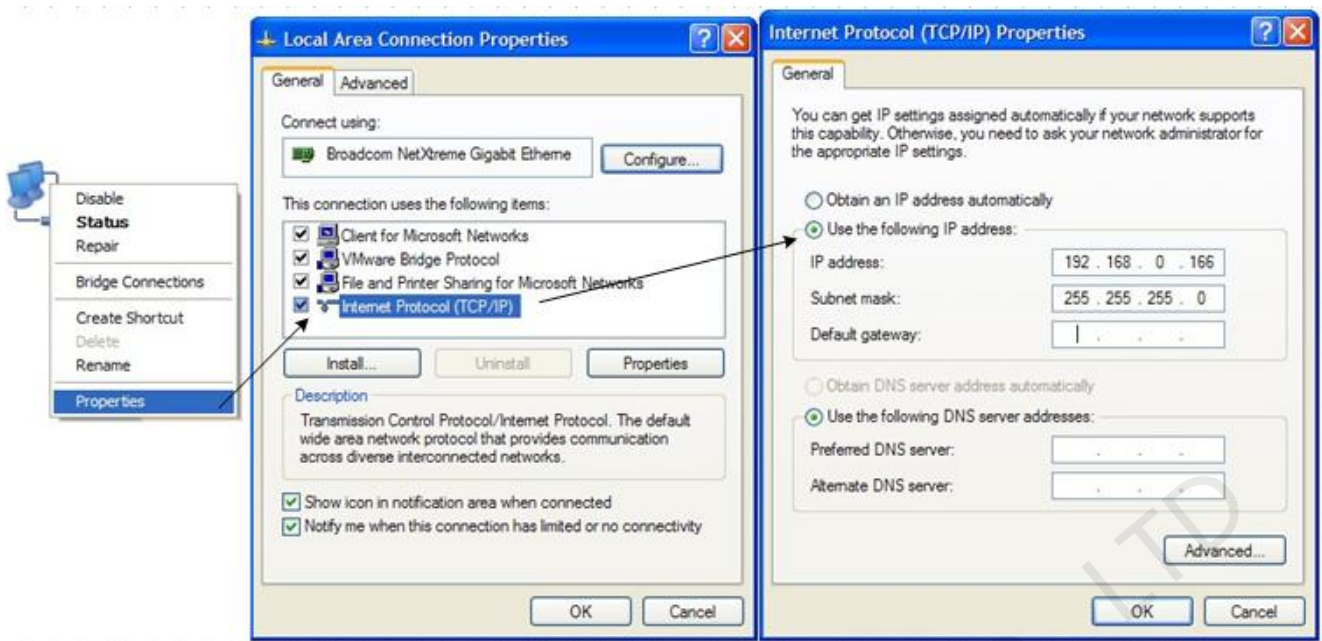 Disable
Status
Repair
Bridge Connections
Create Shortcut
Delete
Rename
Properties
Local Area Connection Properties
General Advanced
Connect using:
Broadcom NetXtreme Gigabit Etherne Configure...
This connection uses the following items:
Client for Microsoft Networks
VMware Bridge Protocol
File and Printer Sharing for Microsoft Networks
Internet Protocol (TCP/IP)
Install... Uninstall Properties
Description
Transmission Control Protocol/Internet Protocol. The default
wide area network protocol that provides communication
across diverse interconnected networks.
Show icon in notification area when connected
Notify me when this connection has limited or no connectivity
OK Cancel
Internet Protocol (TCP/IP) Properties
General
You can get IP settings assigned automatically if your network supports
this capability. Otherwise, you need to ask your network administrator for
the appropriate IP settings.
Obtain an IP address automatically
Use the following IP address:
IP address: 192 . 168 . 0 . 166
Subnet mask: 255 . 255 . 255 . 0
Default gateway: . . .
Obtain DNS server address automatically
Use the following DNS server addresses:
Preferred DNS server: . . .
Alternate DNS server: . . .
Advanced...
OK Cancel
LTD